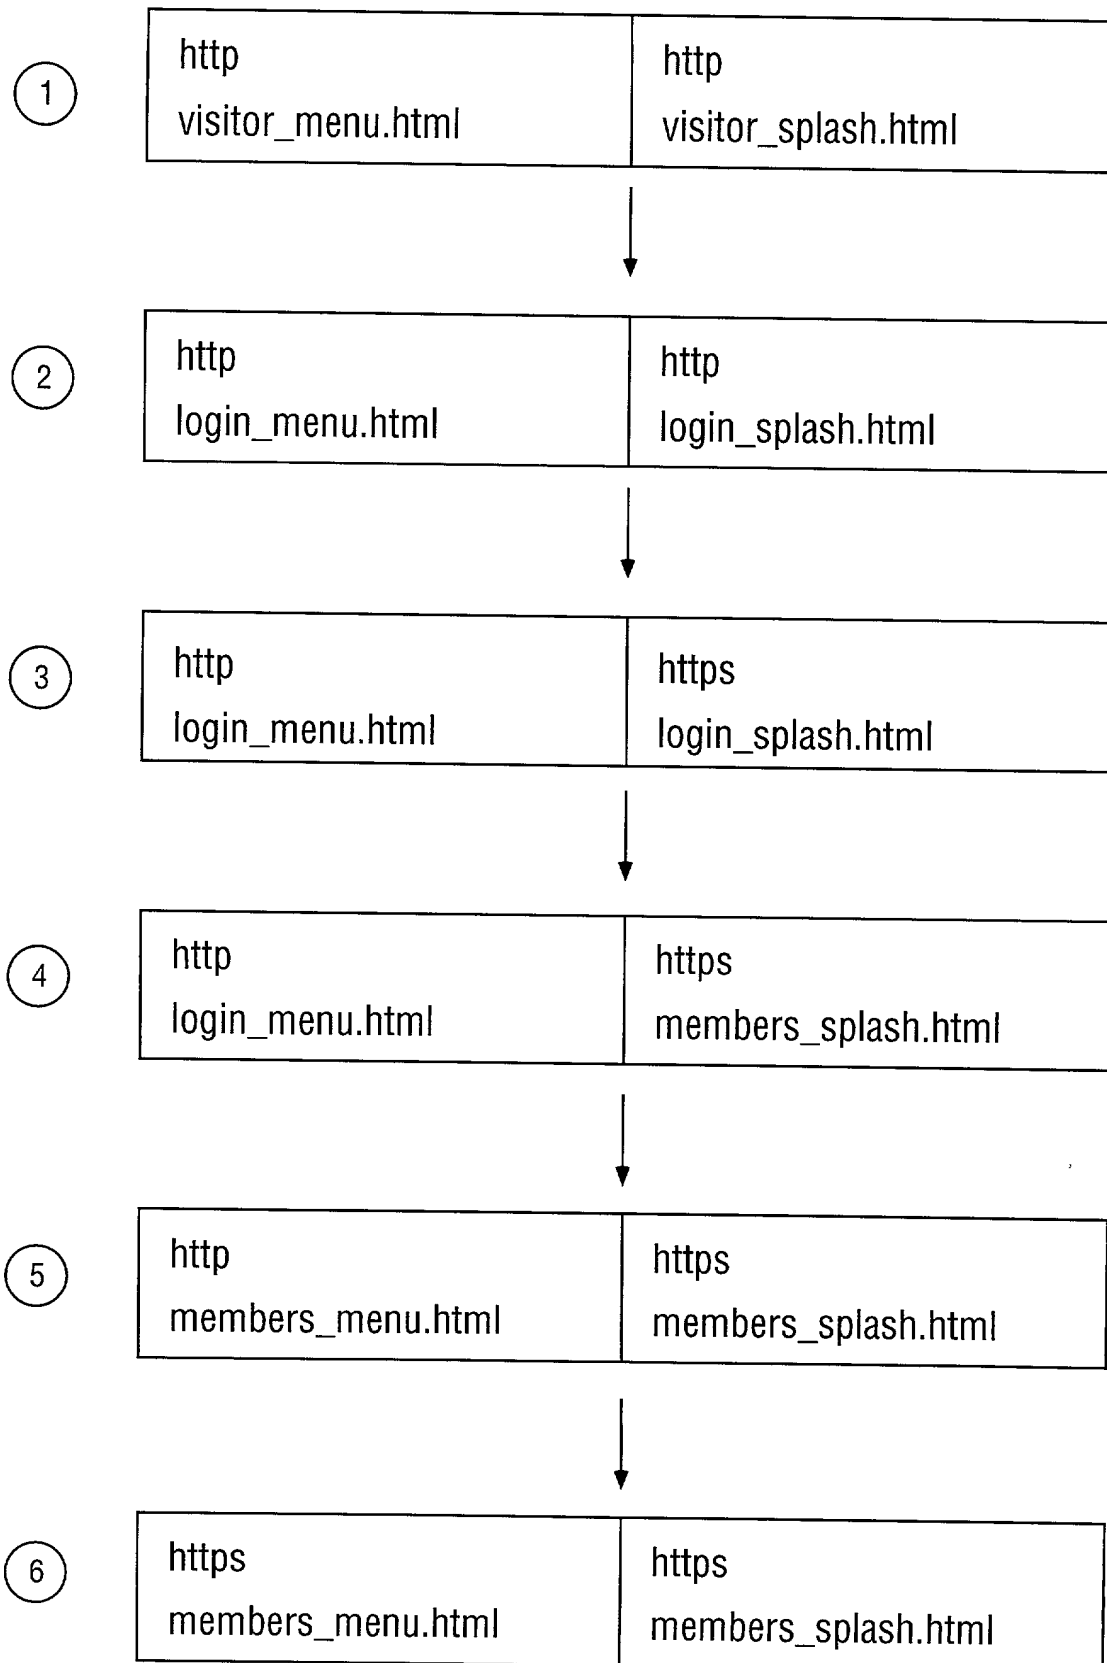 1
http
visitor_menu.html
http
visitor_splash.html
2
http
login_menu.html
http
login_splash.html
3
http
login_menu.html
https
login_splash.html
4
http
login_menu.html
https
members_splash.html
5
http
members_menu.html
https
members_splash.html
6
https
members_menu.html
https
members_splash.html